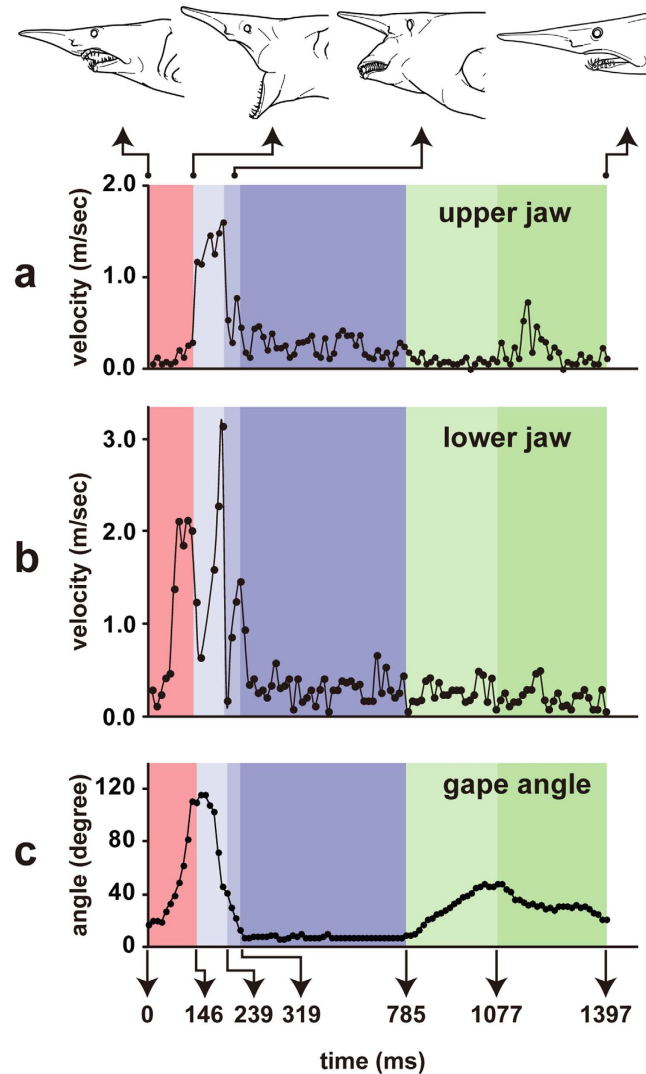 a
velocity (m/sec)
2.0
1.0
0.0
upper jaw
b
velocity (m/sec)
3.0
2.0
1.0
0.0
lower jaw
c
angle (degree)
120
80
40
0
gape angle
0 146 239 319 785 1077 1397
time (ms)